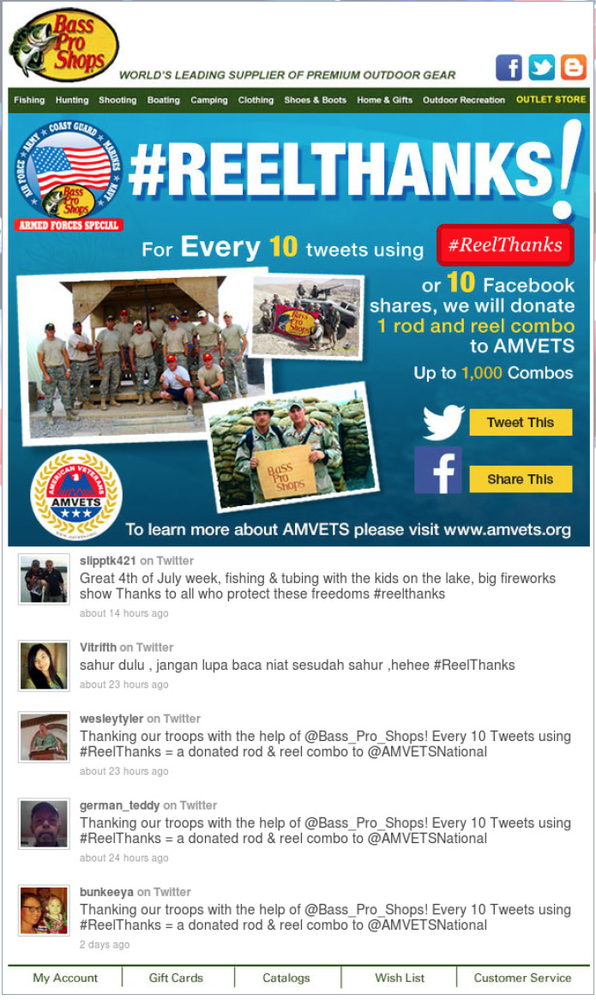 Bass
Pro
Shops
WORLD'S LEADING SUPPLIER OF PREMIUM OUTDOOR GEAR
Fishing Hunting Shooting Boating Camping Clothing Shoes & Boots Home & Gifts Outdoor Recreation OUTLET STORE
AIR FORCE ★ ARMY ★ COAST GUARD ★ MARINES ★ NAVY
Bass
Pro
Shops
ARMED FORCES SPECIAL
#REELTHANKS!
For Every 10 tweets using #ReelThanks
or 10 Facebook
shares, we will donate
1 rod and reel combo
to AMVETS
Up to 1,000 Combos
Bass
Pro
Shops
Tweet This
Bass
Pro
Shops
Share This
AMERICAN VETERANS
AMVETS
To learn more about AMVETS please visit www.amvets.org
slipptk421 on Twitter
Great 4th of July week, fishing & tubing with the kids on the lake, big fireworks
show Thanks to all who protect these freedoms #reelthanks
about 14 hours ago
Vitrifth on Twitter
sahur dulu , jangan lupa baca niat sesudah sahur ,hehee #ReelThanks
about 23 hours ago
wesleytyler on Twitter
Thanking our troops with the help of @Bass_Pro_Shops! Every 10 Tweets using
#ReelThanks = a donated rod & reel combo to @AMVETSNational
about 23 hours ago
german_teddy on Twitter
Thanking our troops with the help of @Bass_Pro_Shops! Every 10 Tweets using
#ReelThanks = a donated rod & reel combo to @AMVETSNational
about 24 hours ago
bunkeeya on Twitter
Thanking our troops with the help of @Bass_Pro_Shops! Every 10 Tweets using
#ReelThanks = a donated rod & reel combo to @AMVETSNational
2 days ago
My Account Gift Cards Catalogs Wish List Customer Service